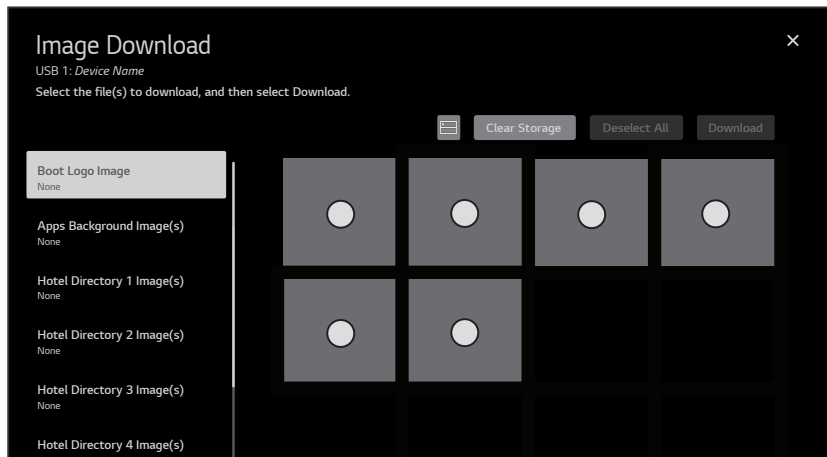 Image Download
USB 1: Device Name
Select the file(s) to download, and then select Download.
Clear Storage
Deselect All
Download
Boot Logo Image
None
Apps Background Image(s)
None
Hotel Directory 1 Image(s)
None
Hotel Directory 2 Image(s)
None
Hotel Directory 3 Image(s)
None
Hotel Directory 4 Image(s)